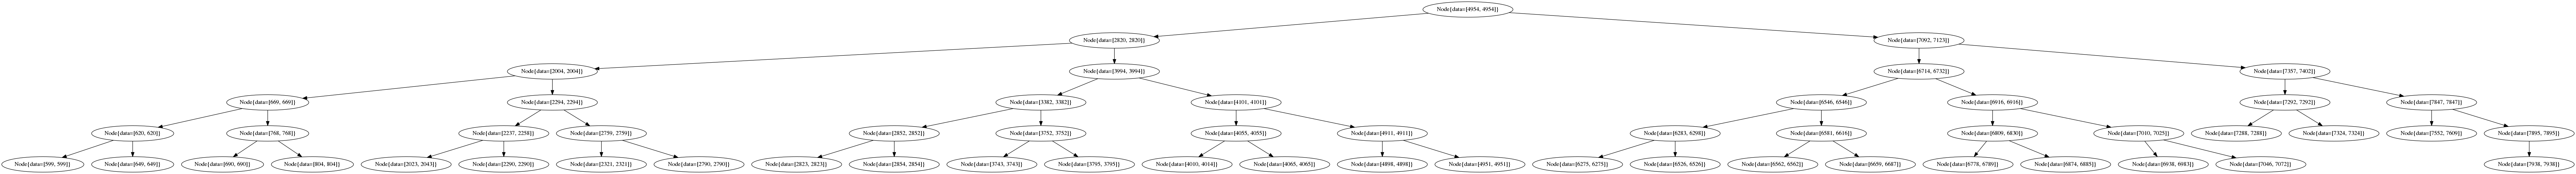 Node[data=[4954, 4954]]
Node[data=[2820, 2820]]
Node[data=[7092, 7123]]
Node[data=[2004, 2004]]
Node[data=[3994, 3994]]
Node[data=[6714, 6732]]
Node[data=[7357, 7402]]
Node[data=[669, 669]]
Node[data=[2294, 2294]]
Node[data=[3382, 3382]]
Node[data=[4101, 4101]]
Node[data=[6546, 6546]]
Node[data=[6916, 6916]]
Node[data=[7292, 7292]]
Node[data=[7847, 7847]]
Node[data=[620, 620]]
Node[data=[768, 768]]
Node[data=[2237, 2258]]
Node[data=[2759, 2759]]
Node[data=[2852, 2852]]
Node[data=[3752, 3752]]
Node[data=[4055, 4055]]
Node[data=[4911, 4911]]
Node[data=[6283, 6298]]
Node[data=[6581, 6616]]
Node[data=[6809, 6830]]
Node[data=[7010, 7025]]
Node[data=[7288, 7288]]
Node[data=[7324, 7324]]
Node[data=[7552, 7609]]
Node[data=[7895, 7895]]
Node[data=[599, 599]]
Node[data=[649, 649]]
Node[data=[690, 690]]
Node[data=[804, 804]]
Node[data=[2023, 2043]]
Node[data=[2290, 2290]]
Node[data=[2321, 2321]]
Node[data=[2790, 2790]]
Node[data=[2823, 2823]]
Node[data=[2854, 2854]]
Node[data=[3743, 3743]]
Node[data=[3795, 3795]]
Node[data=[4010, 4014]]
Node[data=[4065, 4065]]
Node[data=[4898, 4898]]
Node[data=[4951, 4951]]
Node[data=[6275, 6275]]
Node[data=[6526, 6526]]
Node[data=[6562, 6562]]
Node[data=[6659, 6687]]
Node[data=[6778, 6789]]
Node[data=[6874, 6885]]
Node[data=[6938, 6983]]
Node[data=[7046, 7072]]
Node[data=[7938, 7938]]